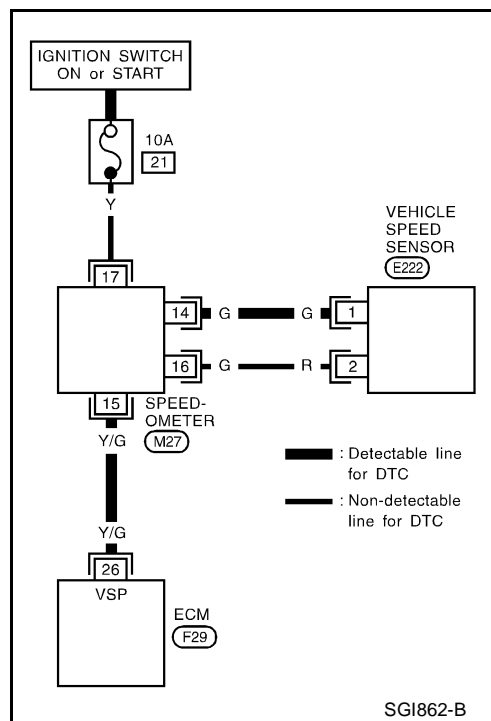 IGNITION SWITCH
ON or START
10A
21
Y
VEHICLE
SPEED
SENSOR
E222
17
14
G
G
1
16
G
R
2
15
SPEED-
OMETER
M27
Y/G
: Detectable line
for DTC
: Non-detectable
line for DTC
Y/G
26
VSP
ECM
F29
SGI862-B